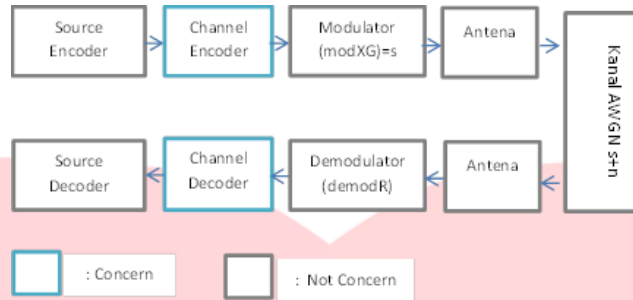 Source
Encoder
Channel
Encoder
Modulator
(modXG)=s
Antena
Kanal AWGN s+n
Source
Decoder
Channel
Decoder
Demodulator
(demodR)
Antena
: Concern
: Not Concern